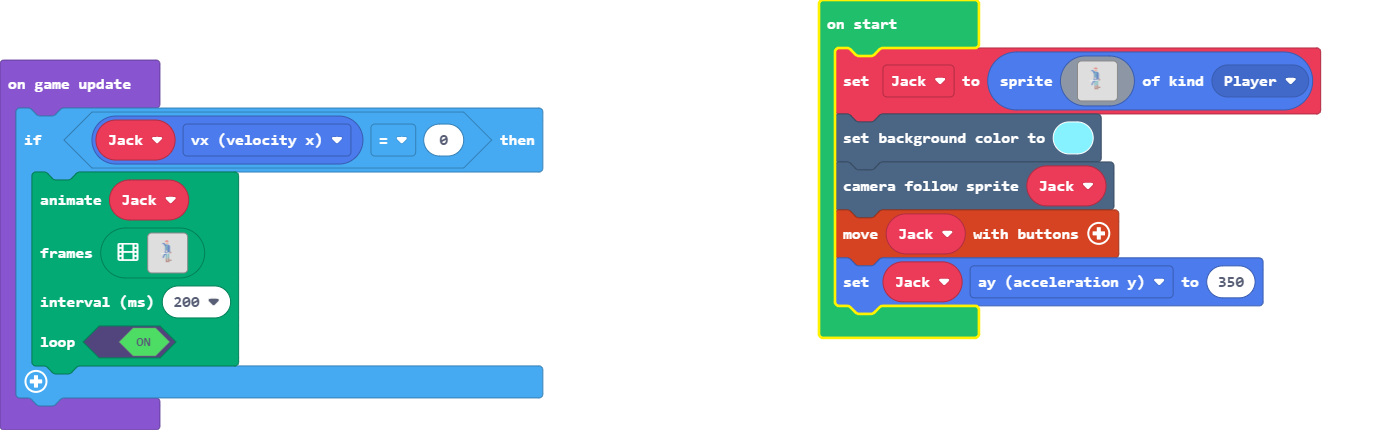 on game update
if Jack vx (velocity x) = 0 then
animate Jack
frames
interval (ms) 200
loop ON
on start
set Jack to sprite of kind Player
set background color to
camera follow sprite Jack
move Jack with buttons
set Jack ay (acceleration y) to 350